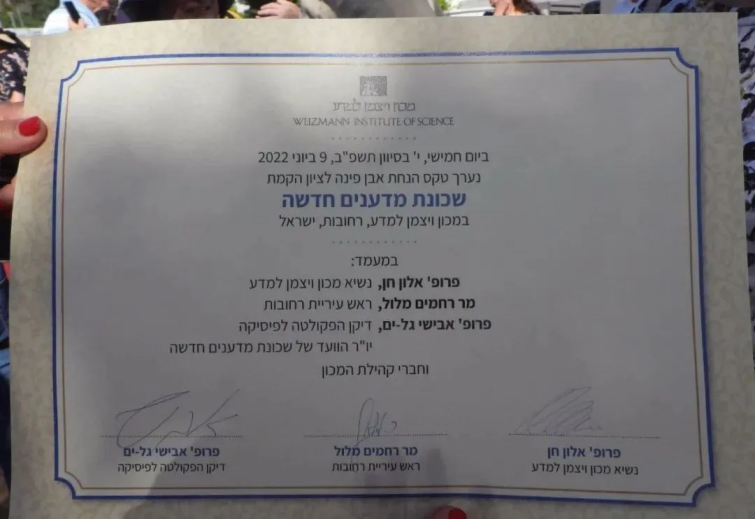 מכון ויצמן למדע
WEIZMANN INSTITUTE OF SCIENCE
ביום חמישי, י' בסיוון תשפ"ב, 9 ביוני 2022
נערך טקס הנחת אבן פינה לציון הקמת
שכונת מדענים חדשה
במכון ויצמן למדע, רחובות, ישראל
במעמד:
פרופ' אלון חן, נשיא מכון ויצמן למדע
מר רחמים מלול, ראש עיריית רחובות
פרופ' אבישי גל-ים, דיקן הפקולטה לפיסיקה
יו"ר הוועד של שכונת מדענים חדשה
וחברי קהילת המכון
פרופ' אלון חן
נשיא מכון ויצמן למדע
מר רחמים מלול
ראש עיריית רחובות
פרופ' אבישי גל-ים
דיקן הפקולטה לפיסיקה